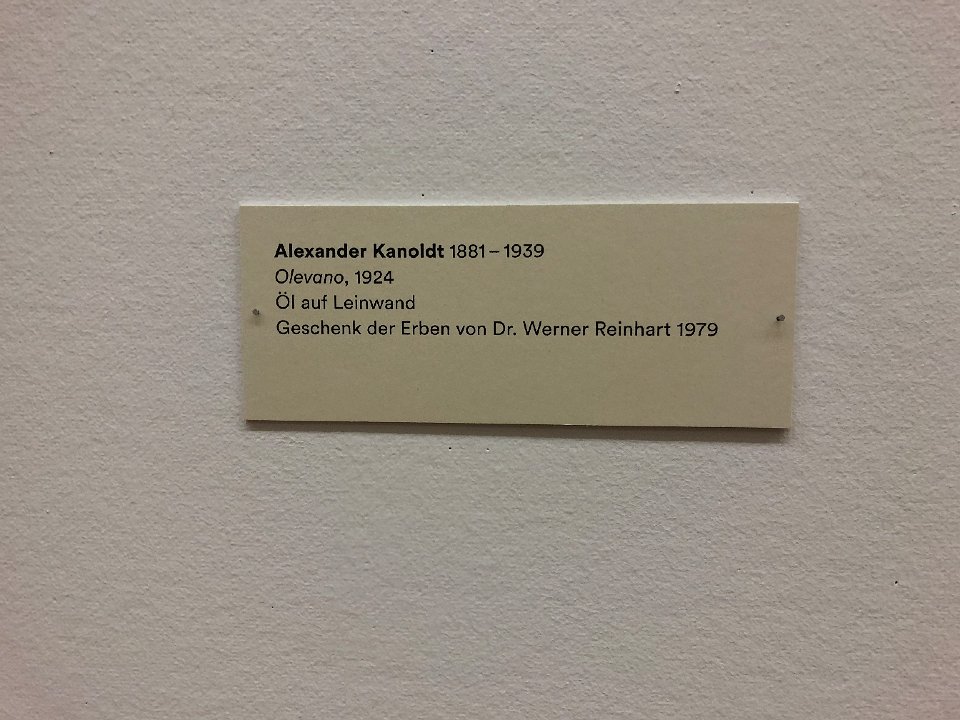 Alexander Kanoldt 1881 – 1939
Olevano, 1924
Öl auf Leinwand
Geschenk der Erben von Dr. Werner Reinhart 1979